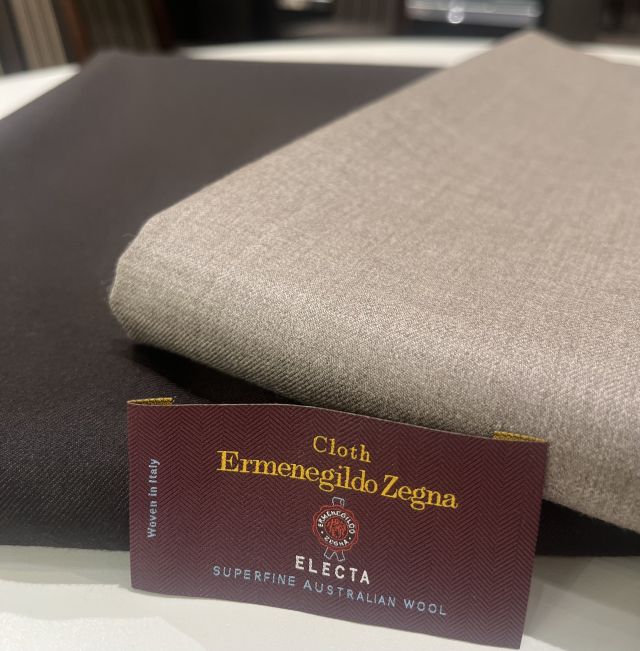 Cloth
Ermenegildo Zegna
ERMENEGILDO
ZEGNA
ELECTA
SUPERFINE AUSTRALIAN WOOL
Woven in Italy